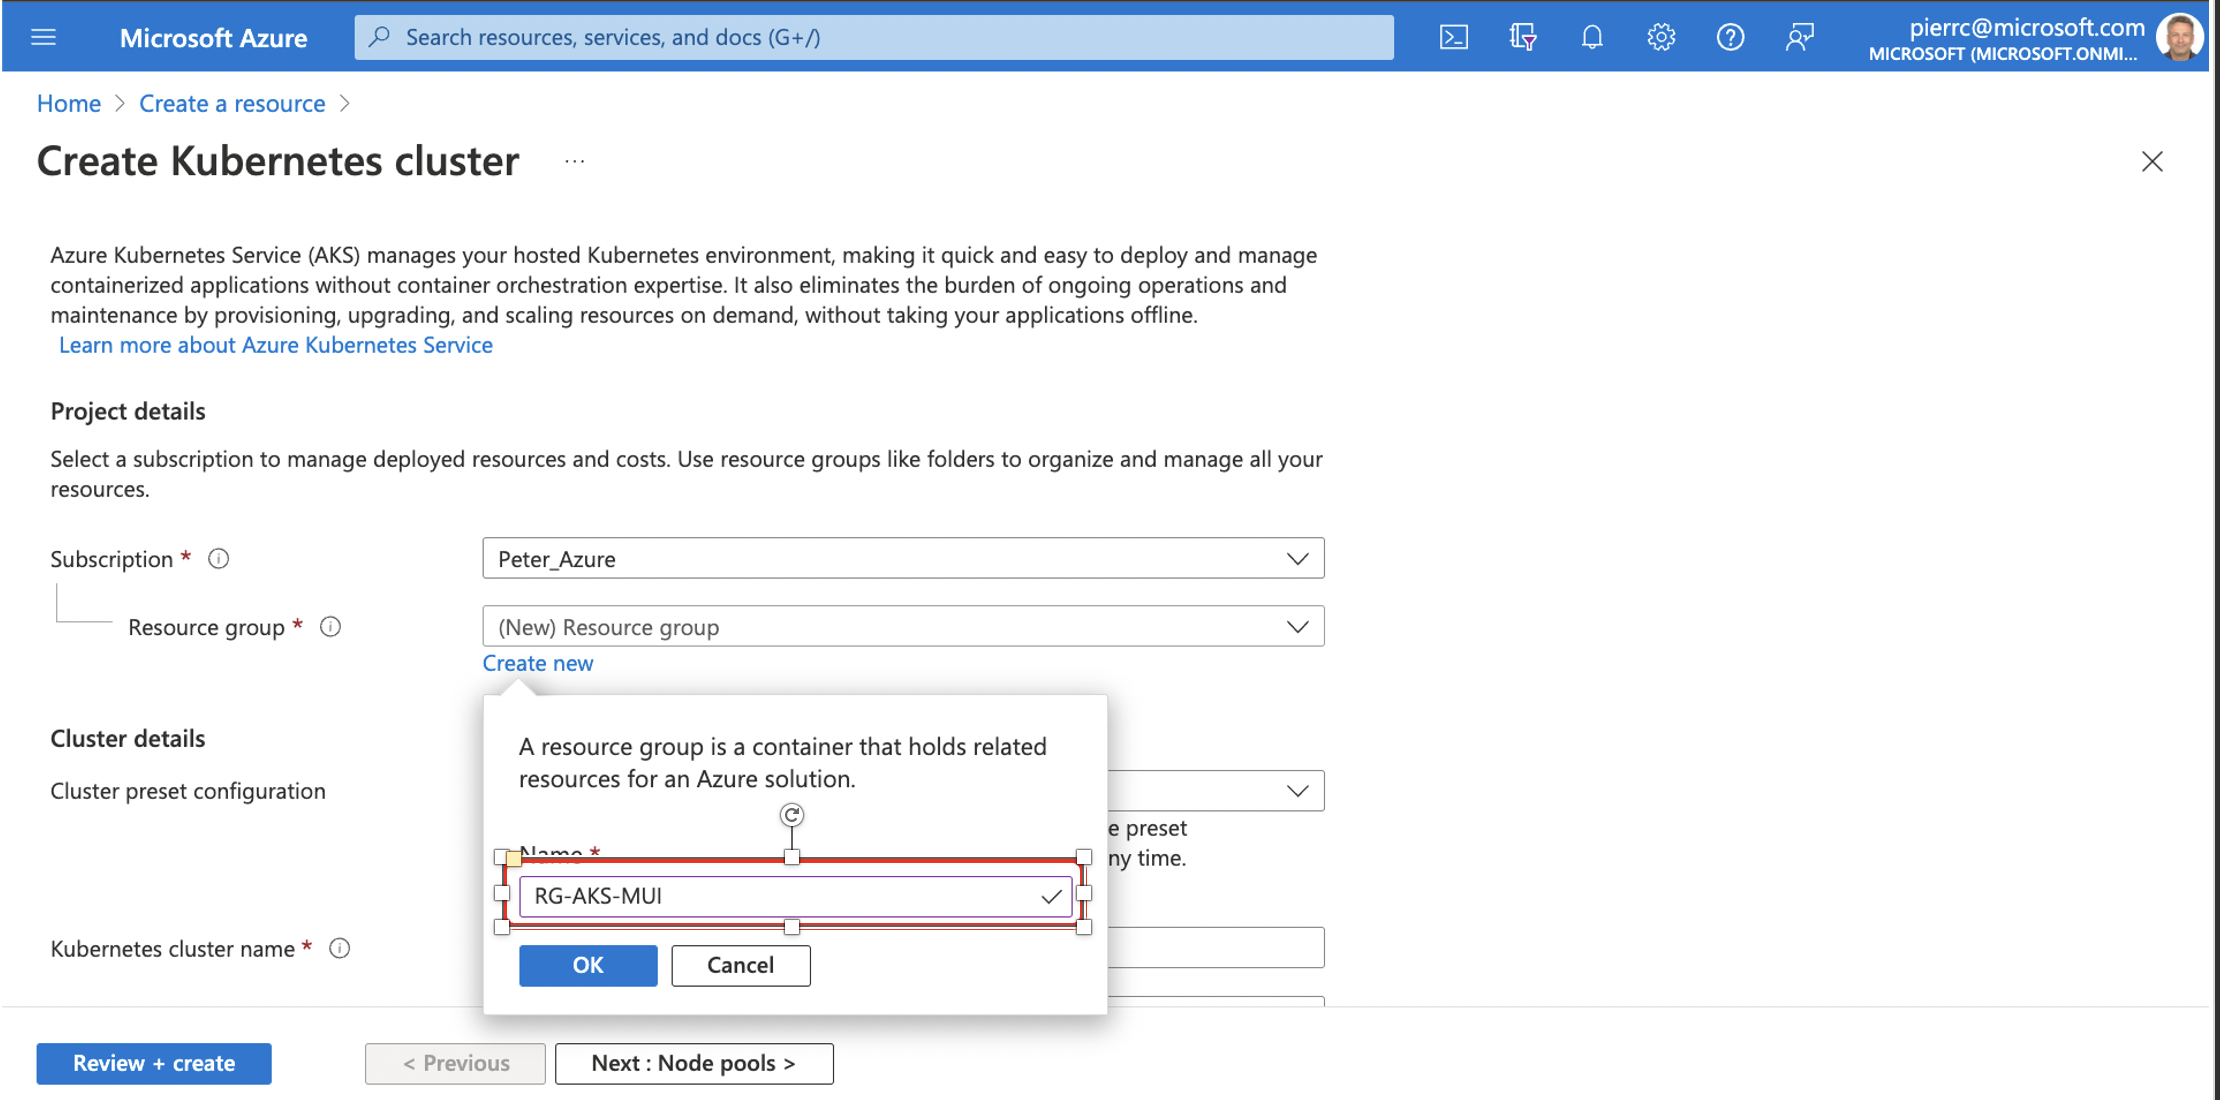 Microsoft Azure
Search resources, services, and docs (G+/)
pierrc@microsoft.com
MICROSOFT (MICROSOFT.ONMI...
Home > Create a resource >
Create Kubernetes cluster ...
Azure Kubernetes Service (AKS) manages your hosted Kubernetes environment, making it quick and easy to deploy and manage
containerized applications without container orchestration expertise. It also eliminates the burden of ongoing operations and
maintenance by provisioning, upgrading, and scaling resources on demand, without taking your applications offline.
Learn more about Azure Kubernetes Service
Project details
Select a subscription to manage deployed resources and costs. Use resource groups like folders to organize and manage all your
resources.
Subscription *
Peter_Azure
Resource group *
(New) Resource group
Create new
A resource group is a container that holds related
resources for an Azure solution.
Name *
RG-AKS-MUI
OK
Cancel
Cluster details
Cluster preset configuration
e preset
ny time.
Kubernetes cluster name *
Review + create
< Previous
Next : Node pools >